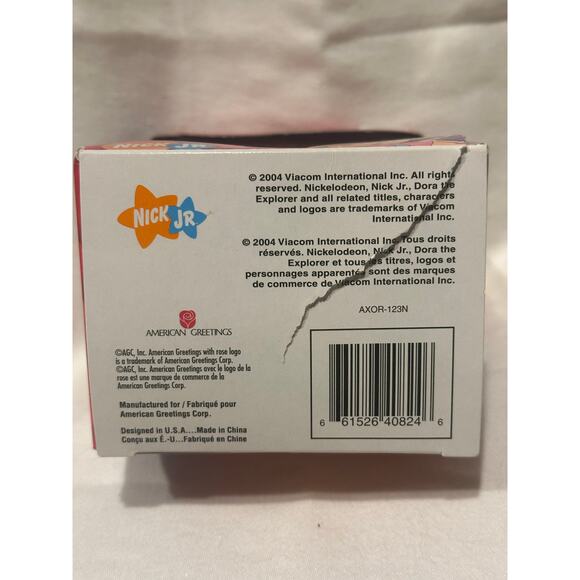 NICK JR
NICK JR
© 2004 Viacom International Inc. All rights
reserved. Nickelodeon, Nick Jr., Dora the
Explorer and all related titles, characters
and logos are trademarks of Viacom
International Inc.
© 2004 Viacom International Inc. Tous droits
réservés. Nickelodeon, Nick Jr., Dora the
Explorer et tous les titres, logos et
personnages apparentés sont des marques
de commerce de Viacom International Inc.
AXOR-123N
AMERICAN GREETINGS
©AGC, Inc. American Greetings with rose logo
is a trademark of American Greetings Corp.
©AGC, Inc. American Greetings avec le logo de la
rose est une marque de commerce de la
American Greetings Corp.
Manufactured for / Fabriqué pour
American Greetings Corp.
Designed in U.S.A....Made in China
Conçu aux É.-U...Fabriqué en Chine
6 61526 40824 6